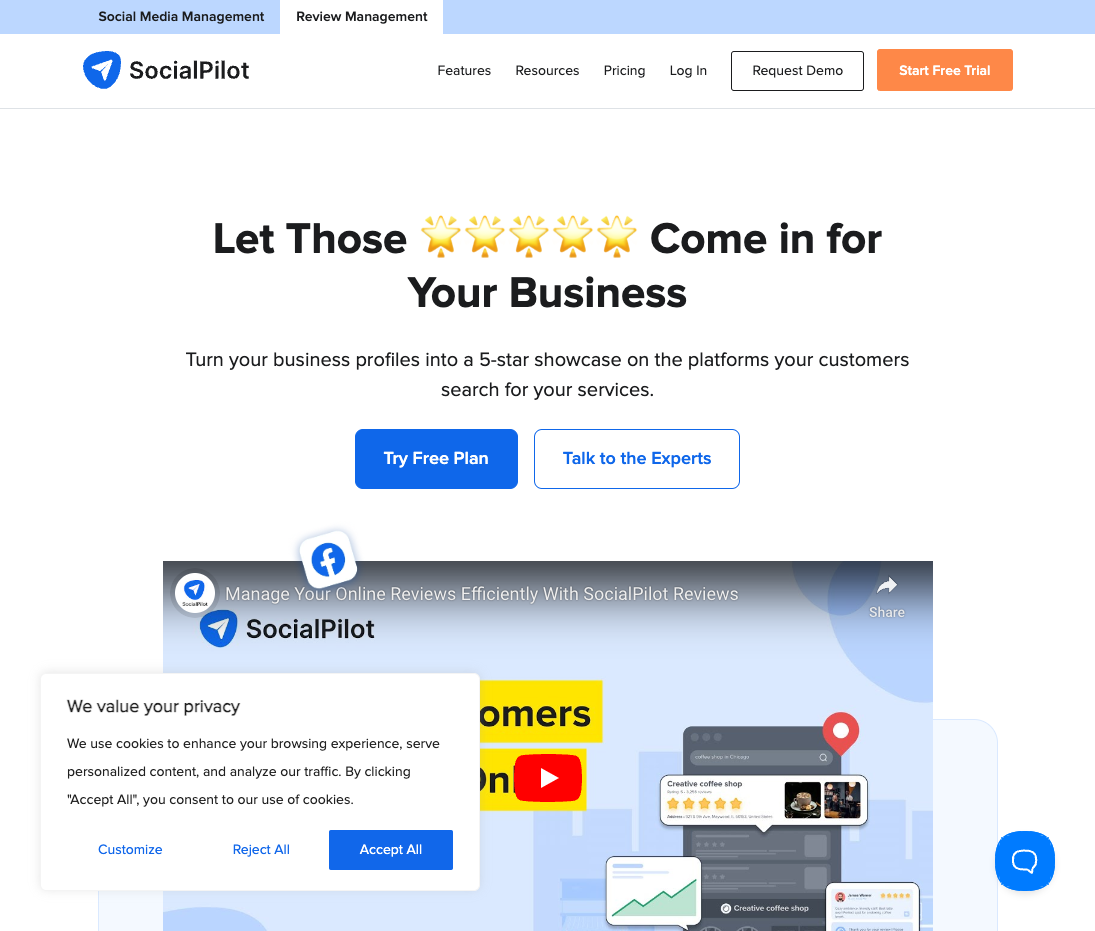 Social Media Management
Review Management
SocialPilot
Features
Resources
Pricing
Log In
Request Demo
Start Free Trial
Let Those 🌟🌟🌟🌟🌟 Come in for
Your Business
Turn your business profiles into a 5-star showcase on the platforms your customers
search for your services.
Try Free Plan
Talk to the Experts
SocialPilot
Manage Your Online Reviews Efficiently With SocialPilot Reviews
Share
SocialPilot
omers
coffee shop in Chicago
Creative coffee shop
Creative coffee shop
We value your privacy
We use cookies to enhance your browsing experience, serve
personalized content, and analyze our traffic. By clicking
"Accept All", you consent to our use of cookies.
Customize
Reject All
Accept All